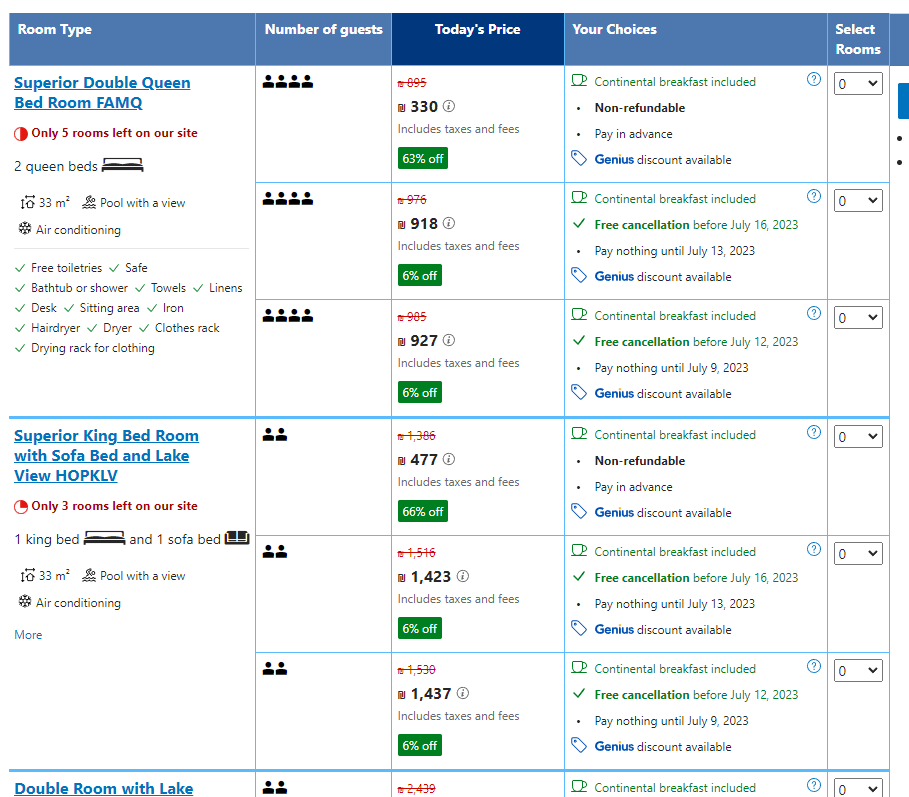 Room Type
Number of guests
Today's Price
Your Choices
Select Rooms
Superior Double Queen
Bed Room FAMQ
Only 5 rooms left on our site
2 queen beds
33 m²
Pool with a view
Air conditioning
Free toiletries
Safe
Bathtub or shower
Towels
Linens
Desk
Sitting area
Iron
Hairdryer
Dryer
Clothes rack
Drying rack for clothing
₪ 895
₪ 330
Includes taxes and fees
63% off
Continental breakfast included
Non-refundable
Pay in advance
Genius discount available
0
₪ 976
₪ 918
Includes taxes and fees
6% off
Continental breakfast included
Free cancellation before July 16, 2023
Pay nothing until July 13, 2023
Genius discount available
0
₪ 985
₪ 927
Includes taxes and fees
6% off
Continental breakfast included
Free cancellation before July 12, 2023
Pay nothing until July 9, 2023
Genius discount available
0
Superior King Bed Room
with Sofa Bed and Lake
View HOPKLV
Only 3 rooms left on our site
1 king bed and 1 sofa bed
33 m²
Pool with a view
Air conditioning
More
₪ 1,386
₪ 477
Includes taxes and fees
66% off
Continental breakfast included
Non-refundable
Pay in advance
Genius discount available
0
₪ 1,516
₪ 1,423
Includes taxes and fees
6% off
Continental breakfast included
Free cancellation before July 16, 2023
Pay nothing until July 13, 2023
Genius discount available
0
₪ 1,530
₪ 1,437
Includes taxes and fees
6% off
Continental breakfast included
Free cancellation before July 12, 2023
Pay nothing until July 9, 2023
Genius discount available
0
Double Room with Lake
₪ 2,439
Continental breakfast included
0